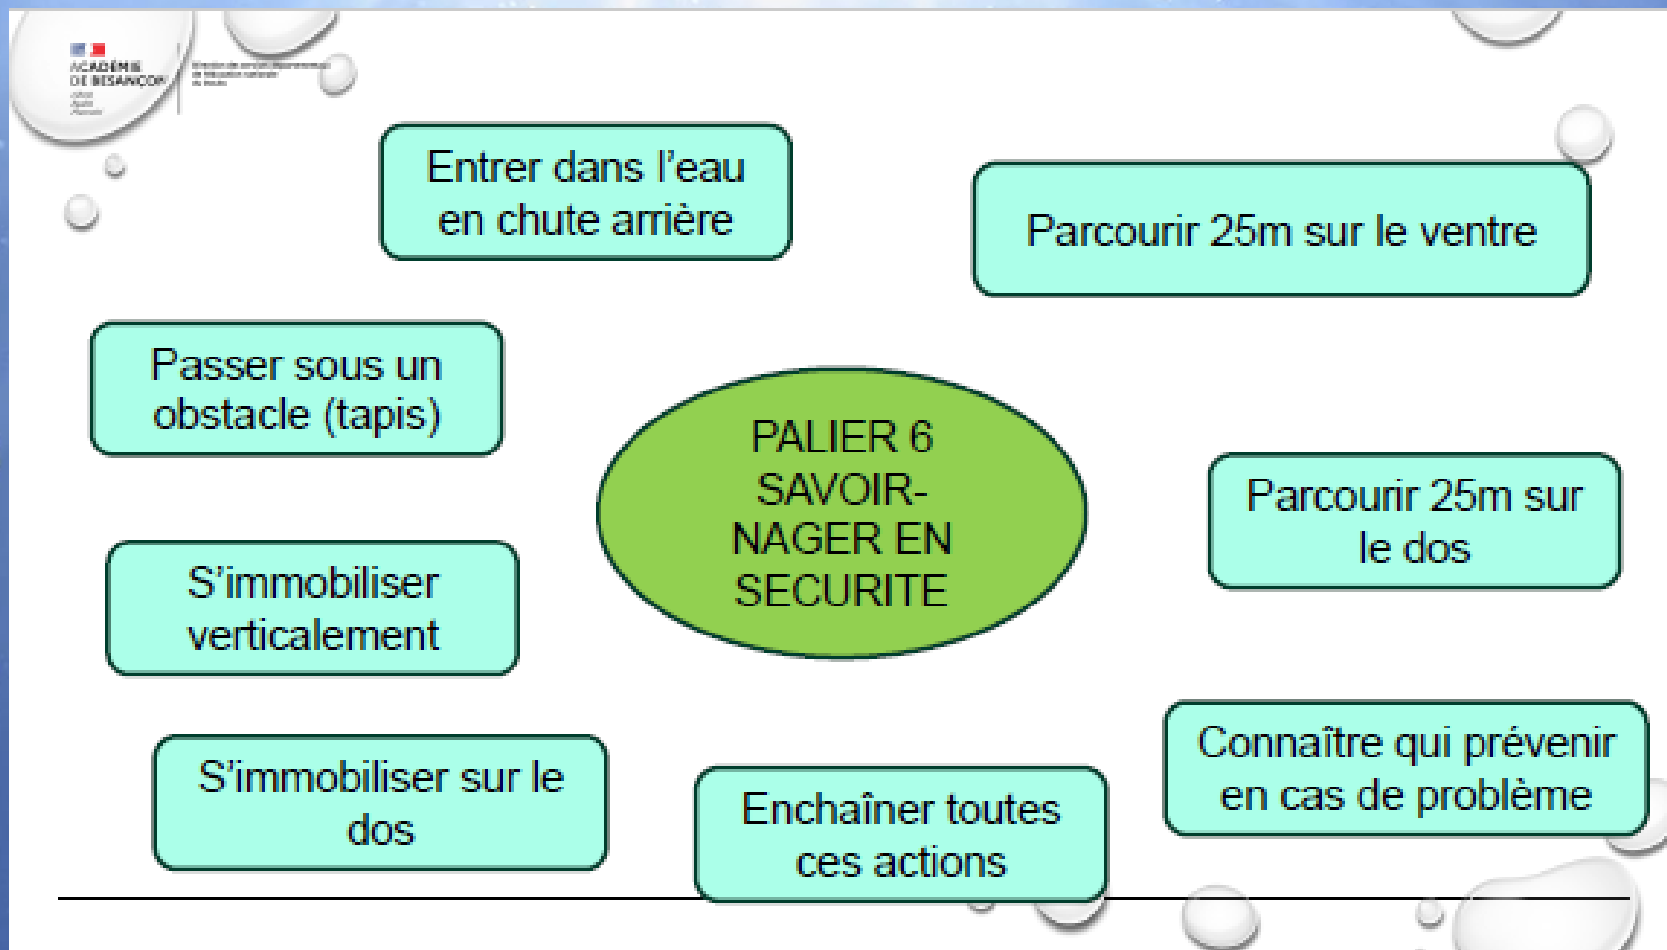 ACADÉMIE
DE BESANÇON
Entrer dans l'eau
en chute arrière
Parcourir 25m sur le ventre
Passer sous un
obstacle (tapis)
PALIER 6
SAVOIR-
NAGER EN
SECURITE
Parcourir 25m sur
le dos
S'immobiliser
verticalement
Connaître qui prévenir
en cas de problème
S'immobiliser sur le
dos
Enchaîner toutes
ces actions